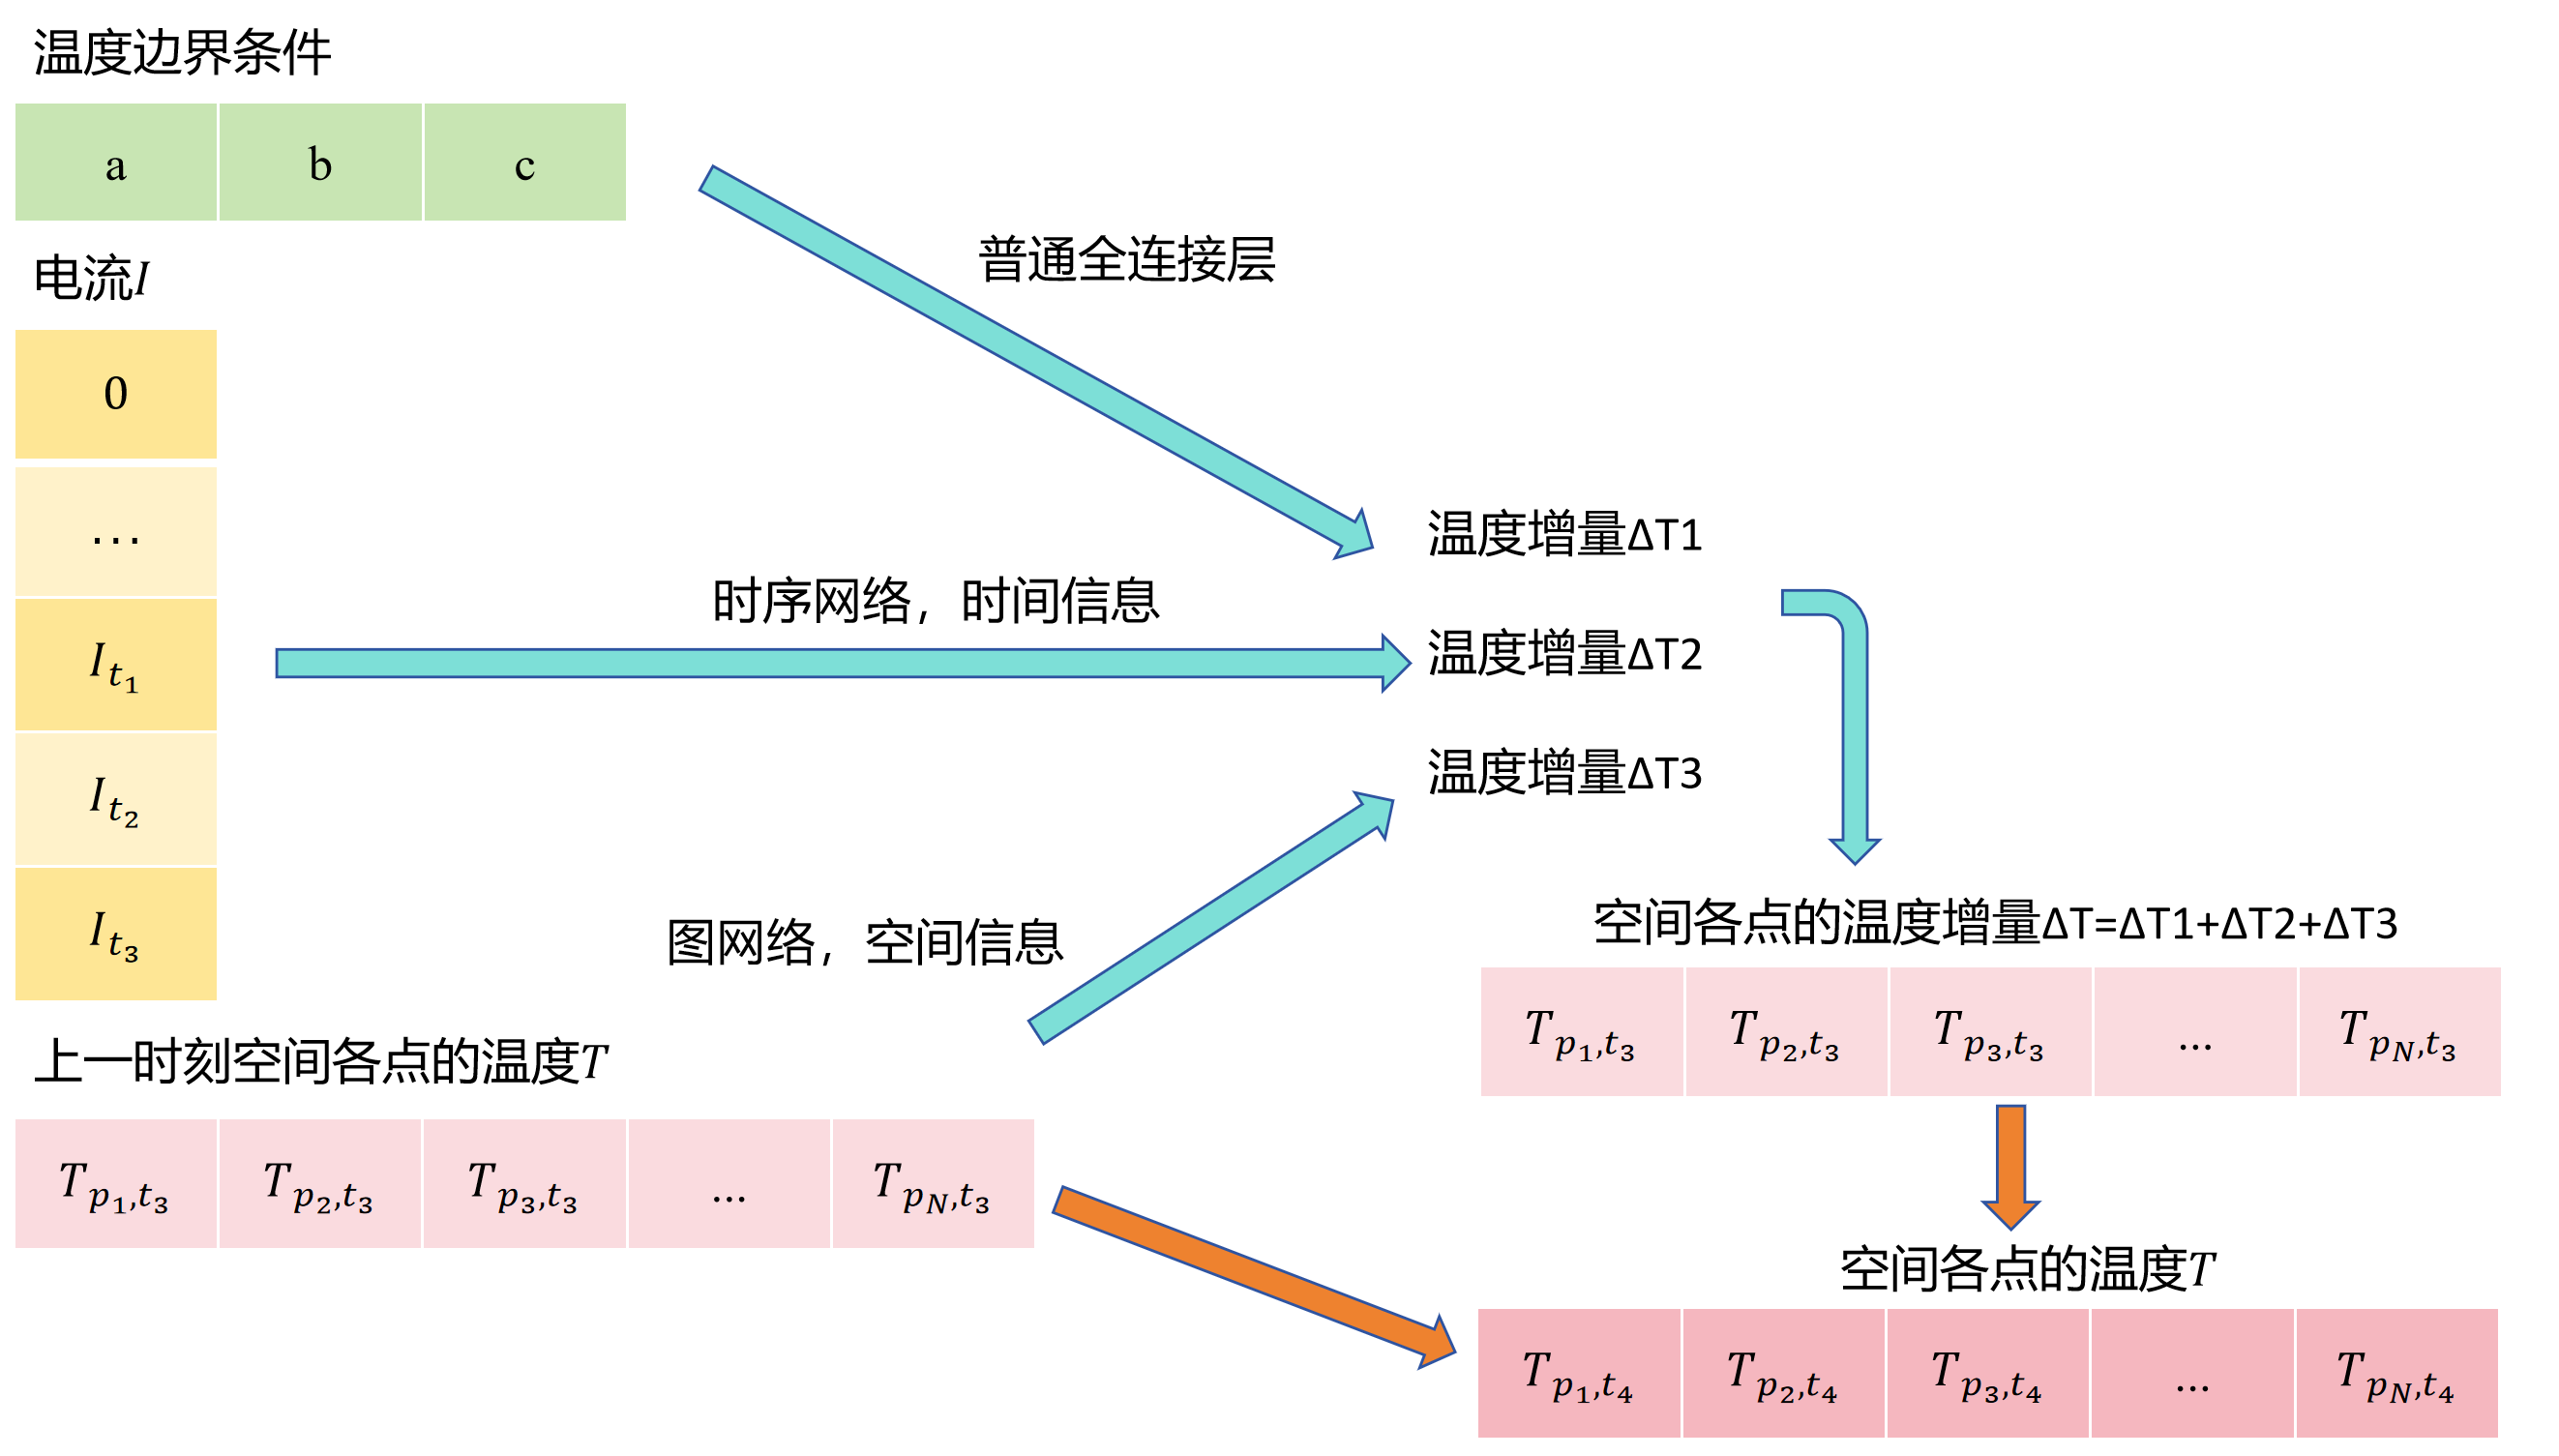 温度边界条件
a b c
电流I
0
...
I_{t_1}
I_{t_2}
I_{t_3}
上一时刻空间各点的温度T
T_{p_1,t_3} T_{p_2,t_3} T_{p_3,t_3} ... T_{p_N,t_3}
普通全连接层
时序网络，时间信息
图网络，空间信息
温度增量ΔT1
温度增量ΔT2
温度增量ΔT3
空间各点的温度增量ΔT=ΔT1+ΔT2+ΔT3
T_{p_1,t_3} T_{p_2,t_3} T_{p_3,t_3} ... T_{p_N,t_3}
空间各点的温度T
T_{p_1,t_4} T_{p_2,t_4} T_{p_3,t_4} ... T_{p_N,t_4}